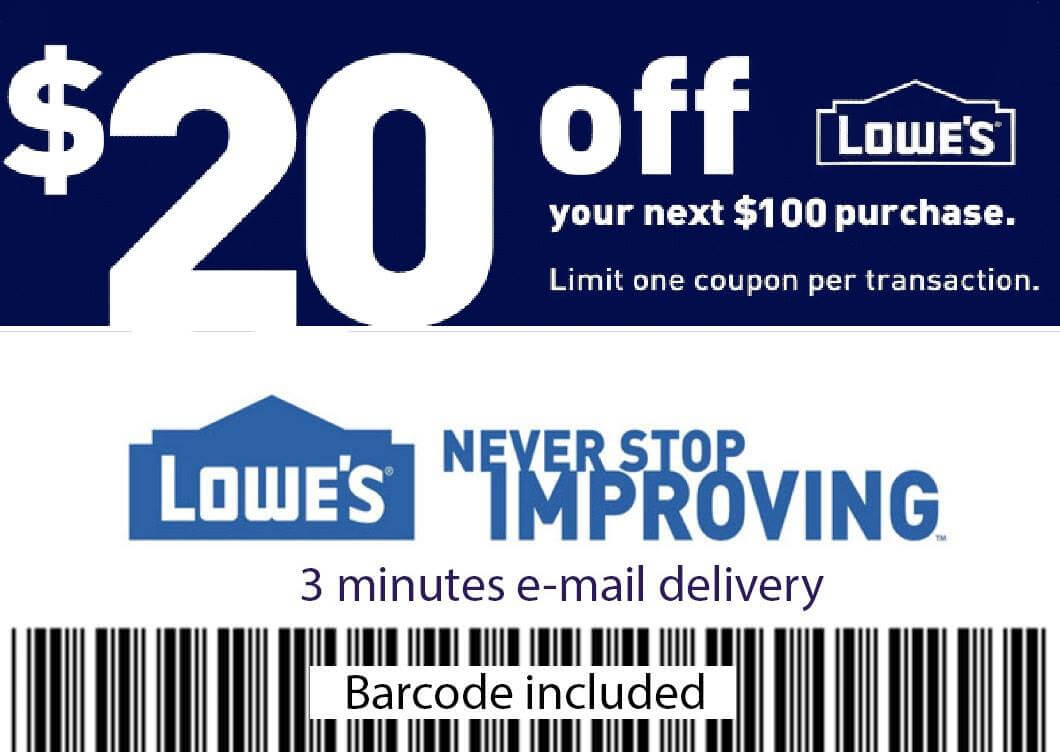 $20 off
LOWE'S®
your next $100 purchase.
Limit one coupon per transaction.
LOWE'S®
NEVER STOP
IMPROVING™
3 minutes e-mail delivery
Barcode included